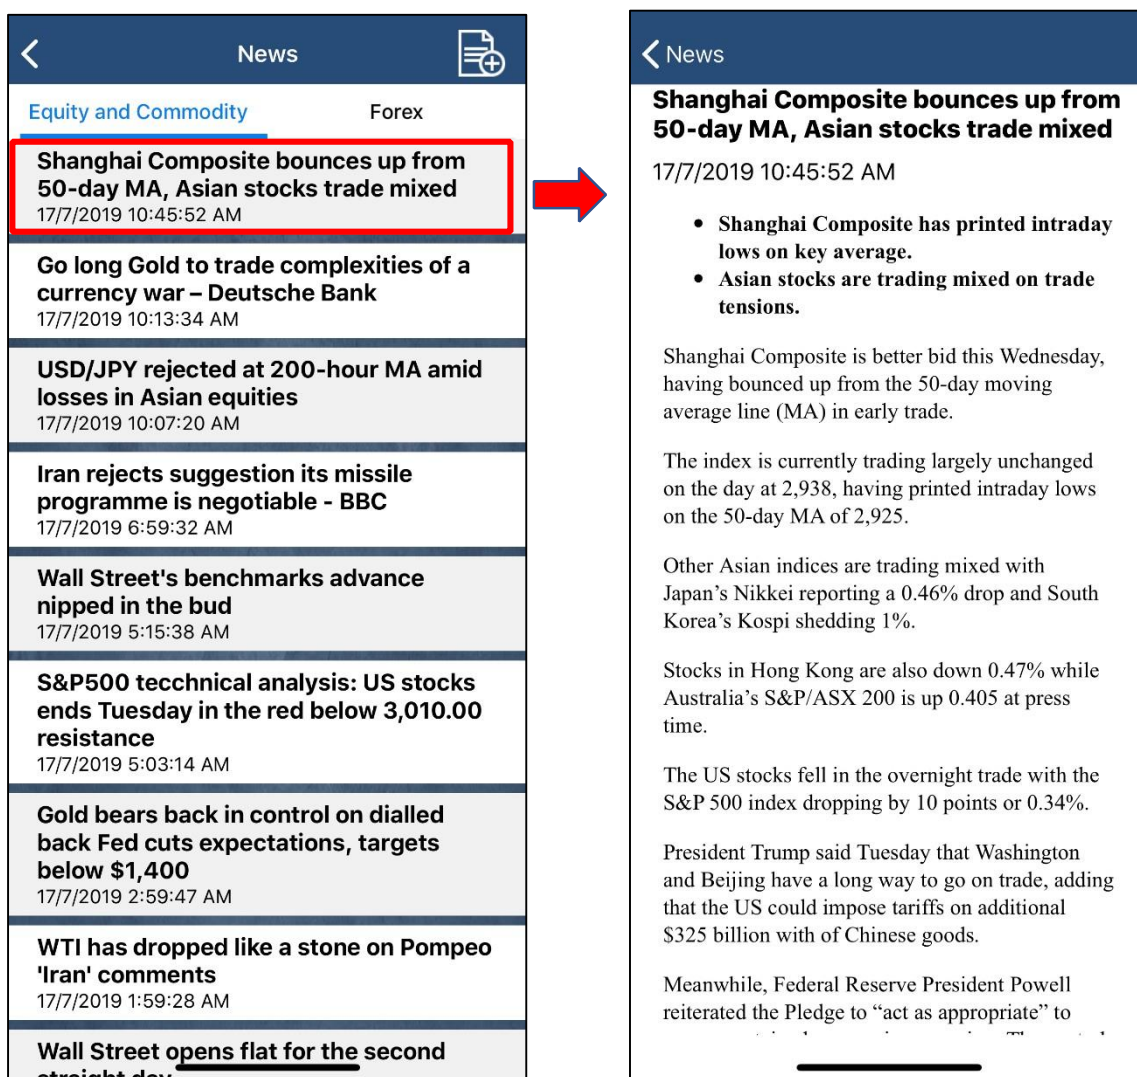 News
Equity and Commodity
Forex
Shanghai Composite bounces up from
50-day MA, Asian stocks trade mixed
17/7/2019 10:45:52 AM
Go long Gold to trade complexities of a
currency war – Deutsche Bank
17/7/2019 10:13:34 AM
USD/JPY rejected at 200-hour MA amid
losses in Asian equities
17/7/2019 10:07:20 AM
Iran rejects suggestion its missile
programme is negotiable - BBC
17/7/2019 6:59:32 AM
Wall Street's benchmarks advance
nipped in the bud
17/7/2019 5:15:38 AM
S&P500 tecchnical analysis: US stocks
ends Tuesday in the red below 3,010.00
resistance
17/7/2019 5:03:14 AM
Gold bears back in control on dialled
back Fed cuts expectations, targets
below $1,400
17/7/2019 2:59:47 AM
WTI has dropped like a stone on Pompeo
'Iran' comments
17/7/2019 1:59:28 AM
Wall Street opens flat for the second
straight day
News
Shanghai Composite bounces up from
50-day MA, Asian stocks trade mixed
17/7/2019 10:45:52 AM
• Shanghai Composite has printed intraday
lows on key average.
• Asian stocks are trading mixed on trade
tensions.
Shanghai Composite is better bid this Wednesday,
having bounced up from the 50-day moving
average line (MA) in early trade.
The index is currently trading largely unchanged
on the day at 2,938, having printed intraday lows
on the 50-day MA of 2,925.
Other Asian indices are trading mixed with
Japan's Nikkei reporting a 0.46% drop and South
Korea's Kospi shedding 1%.
Stocks in Hong Kong are also down 0.47% while
Australia's S&P/ASX 200 is up 0.405 at press
time.
The US stocks fell in the overnight trade with the
S&P 500 index dropping by 10 points or 0.34%.
President Trump said Tuesday that Washington
and Beijing have a long way to go on trade, adding
that the US could impose tariffs on additional
$325 billion with of Chinese goods.
Meanwhile, Federal Reserve President Powell
reiterated the Pledge to “act as appropriate” to